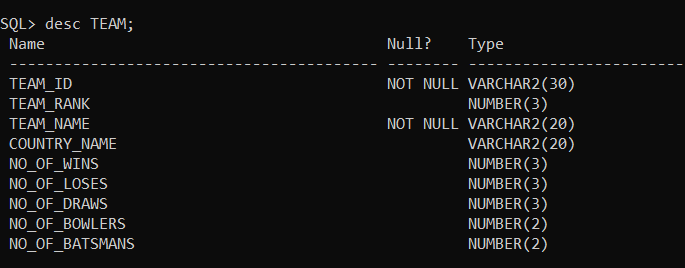 SQL> desc TEAM;
Name                                      Null?    Type
----------------------------------------- -------- ------------------------
TEAM_ID                                   NOT NULL VARCHAR2(30)
TEAM_RANK                                          NUMBER(3)
TEAM_NAME                                 NOT NULL VARCHAR2(20)
COUNTRY_NAME                                       VARCHAR2(20)
NO_OF_WINS                                         NUMBER(3)
NO_OF_LOSES                                        NUMBER(3)
NO_OF_DRAWS                                        NUMBER(3)
NO_OF_BOWLERS                                      NUMBER(2)
NO_OF_BATSMANS                                     NUMBER(2)